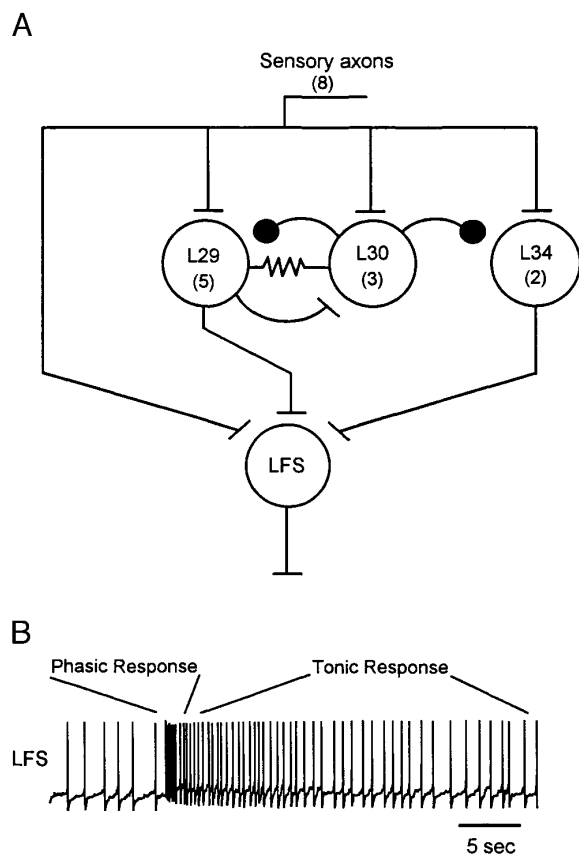 A
Sensory axons
(8)
L29
(5)
L30
(3)
L34
(2)
LFS
B
Phasic Response
Tonic Response
LFS
5 sec